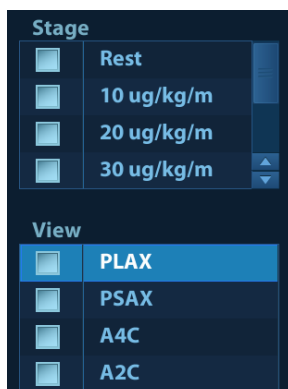 Stage
Rest
10 ug/kg/m
20 ug/kg/m
30 ug/kg/m
View
PLAX
PSAX
A4C
A2C